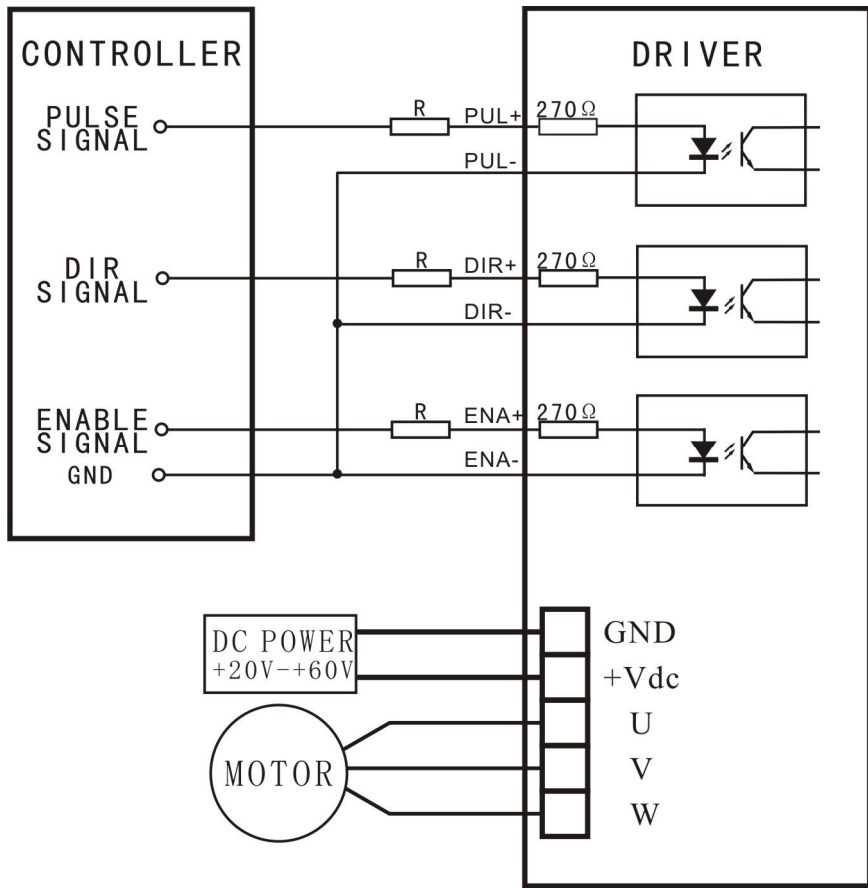 CONTROLLER
DRIVER
PULSE
SIGNAL
R
PUL+
270Ω
PUL-
DIR
SIGNAL
R
DIR+
270Ω
DIR-
ENABLE
SIGNAL
R
ENA+
270Ω
ENA-
GND
DC POWER
+20V-+60V
GND
+Vdc
U
MOTOR
V
W